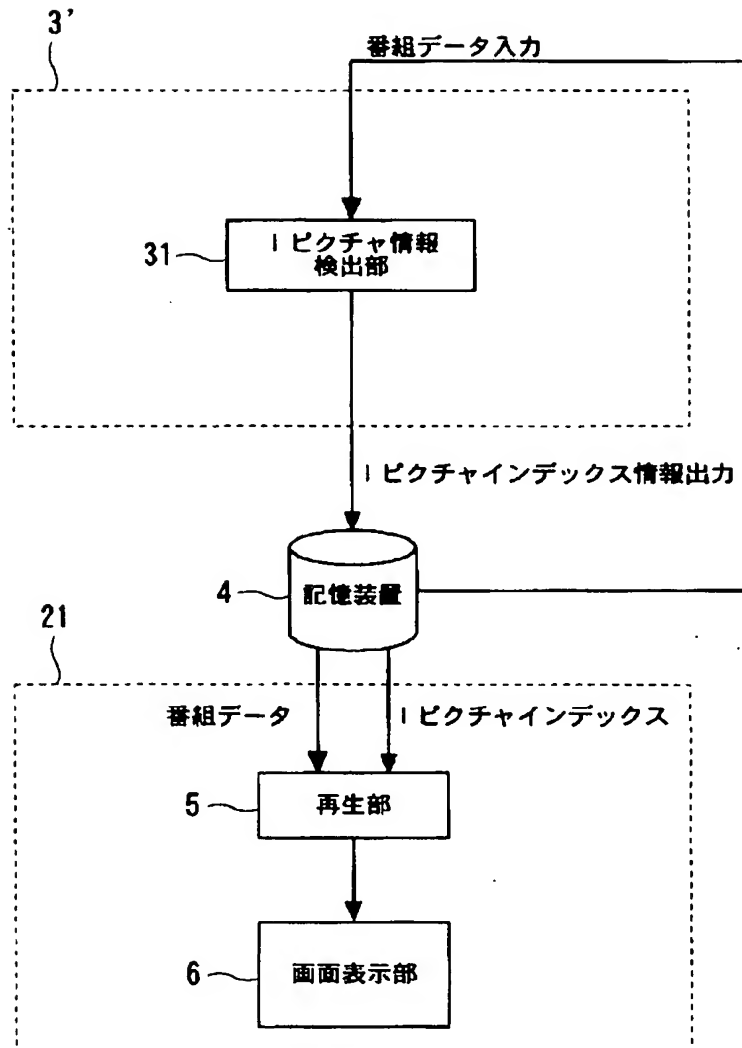 3’
番組データ入力
31
Iピクチャ情報
検出部
Iピクチャインデックス情報出力
4
記憶装置
21
番組データ
Iピクチャインデックス
5
再生部
6
画面表示部